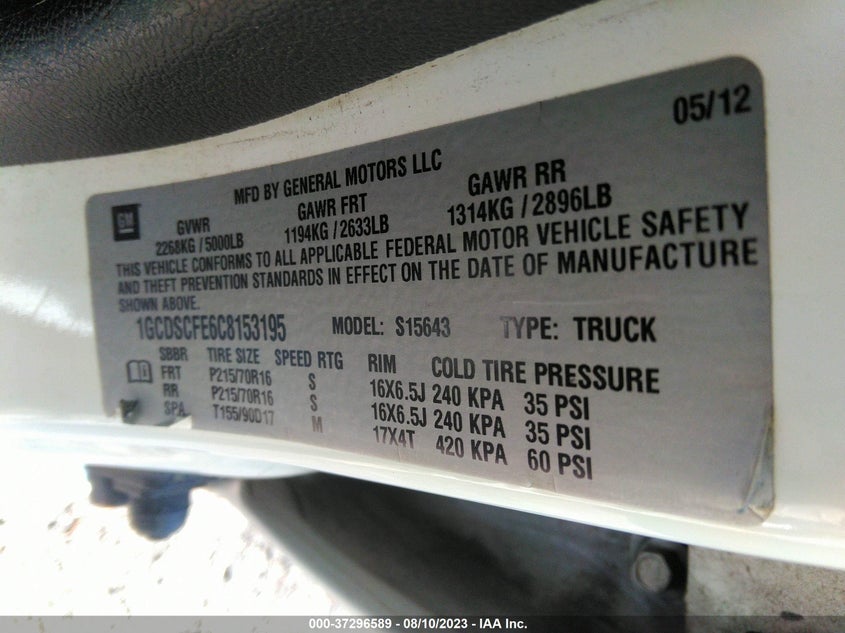 05/12
MFD BY GENERAL MOTORS LLC
GM
GVWR GAWR FRT GAWR RR
2268KG / 5000LB 1194KG / 2633LB 1314KG / 2896LB
THIS VEHICLE CONFORMS TO ALL APPLICABLE FEDERAL MOTOR VEHICLE SAFETY
AND THEFT PREVENTION STANDARDS IN EFFECT ON THE DATE OF MANUFACTURE
SHOWN ABOVE.
1GCDSCFE6C8153195 MODEL: S15643 TYPE: TRUCK
SBBR TIRE SIZE SPEED RTG RIM COLD TIRE PRESSURE
FRT P215/70R16 S 16X6.5J 240 KPA 35 PSI
RR P215/70R16 S 16X6.5J 240 KPA 35 PSI
SPA T155/90D17 M 17X4T 420 KPA 60 PSI
000-37296589 - 08/10/2023 - IAA Inc.